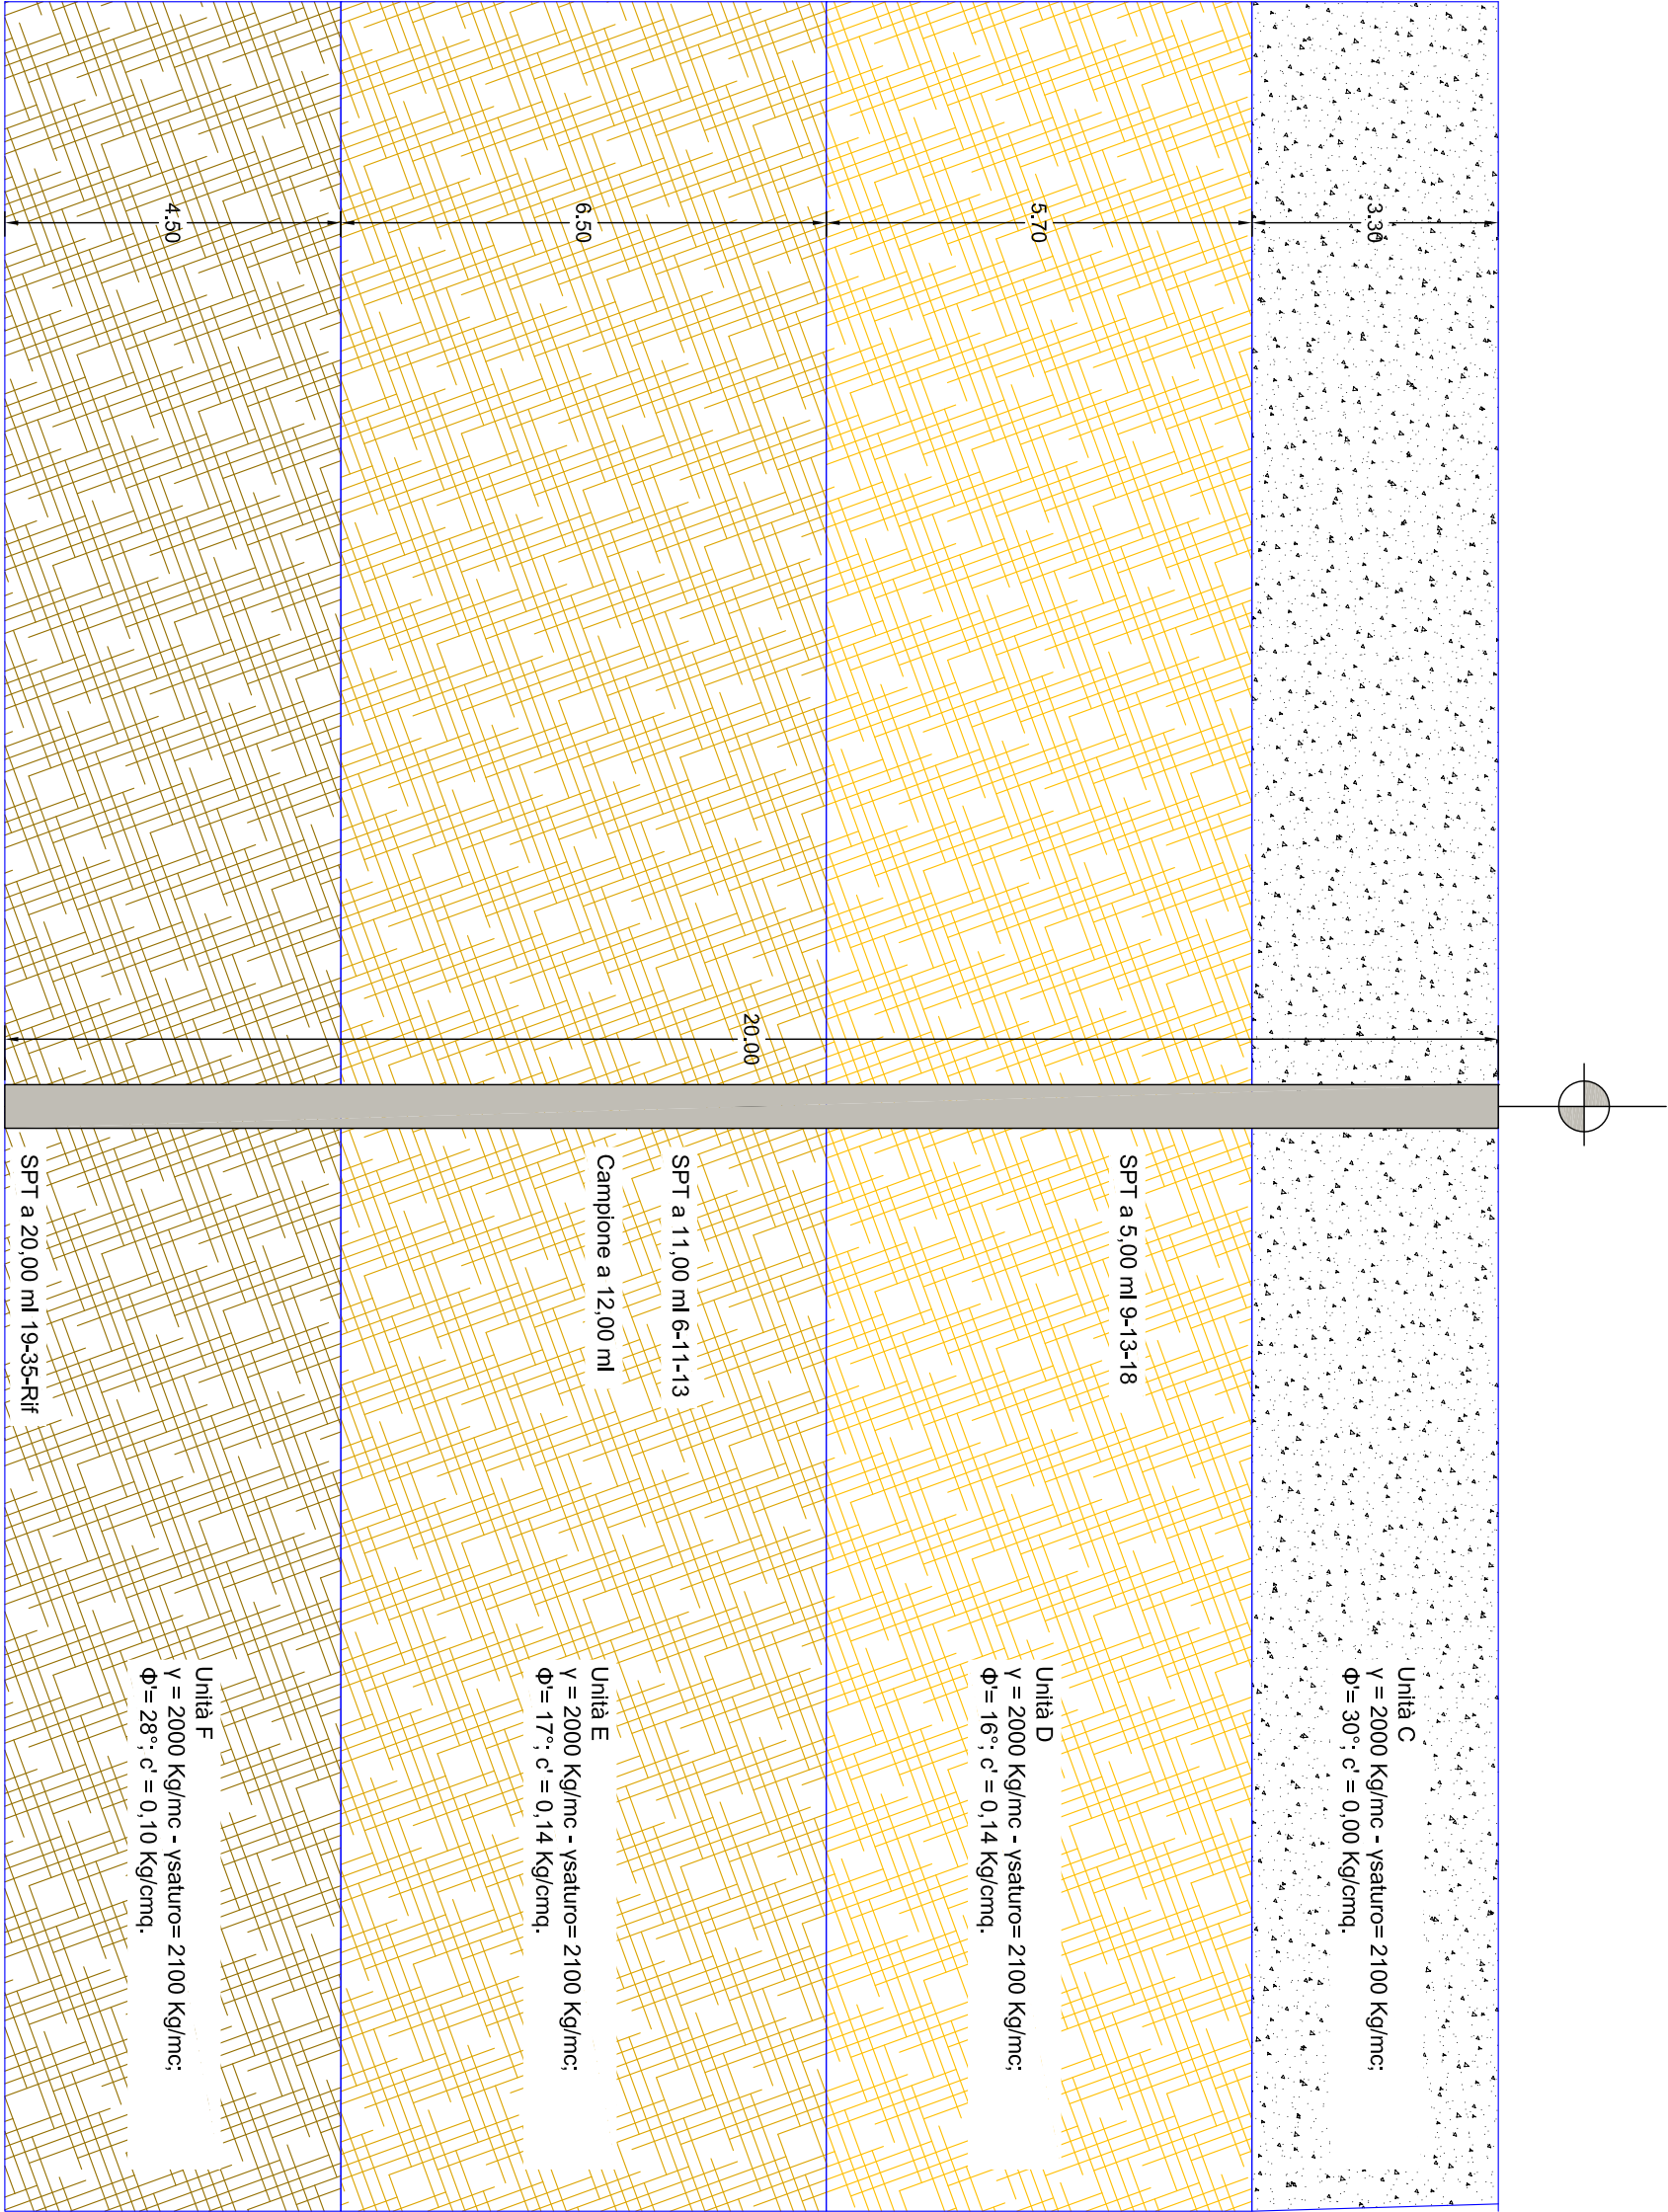 3.30
Unità C
γ = 2000 Kg/mc - γsaturo= 2100 Kg/mc;
Φ'= 30°; c' = 0,00 Kg/cmq.
5.70
SPT a 5,00 ml 9-13-18
Unità D
γ = 2000 Kg/mc - γsaturo= 2100 Kg/mc;
Φ'= 16°; c' = 0,14 Kg/cmq.
20.00
6.50
SPT a 11,00 ml 6-11-13
Campione a 12,00 ml
Unità E
γ = 2000 Kg/mc - γsaturo= 2100 Kg/mc;
Φ'= 17°; c' = 0,14 Kg/cmq.
4.50
Unità F
γ = 2000 Kg/mc - γsaturo= 2100 Kg/mc;
Φ'= 28°; c' = 0,10 Kg/cmq.
SPT a 20,00 ml 19-35-Rif